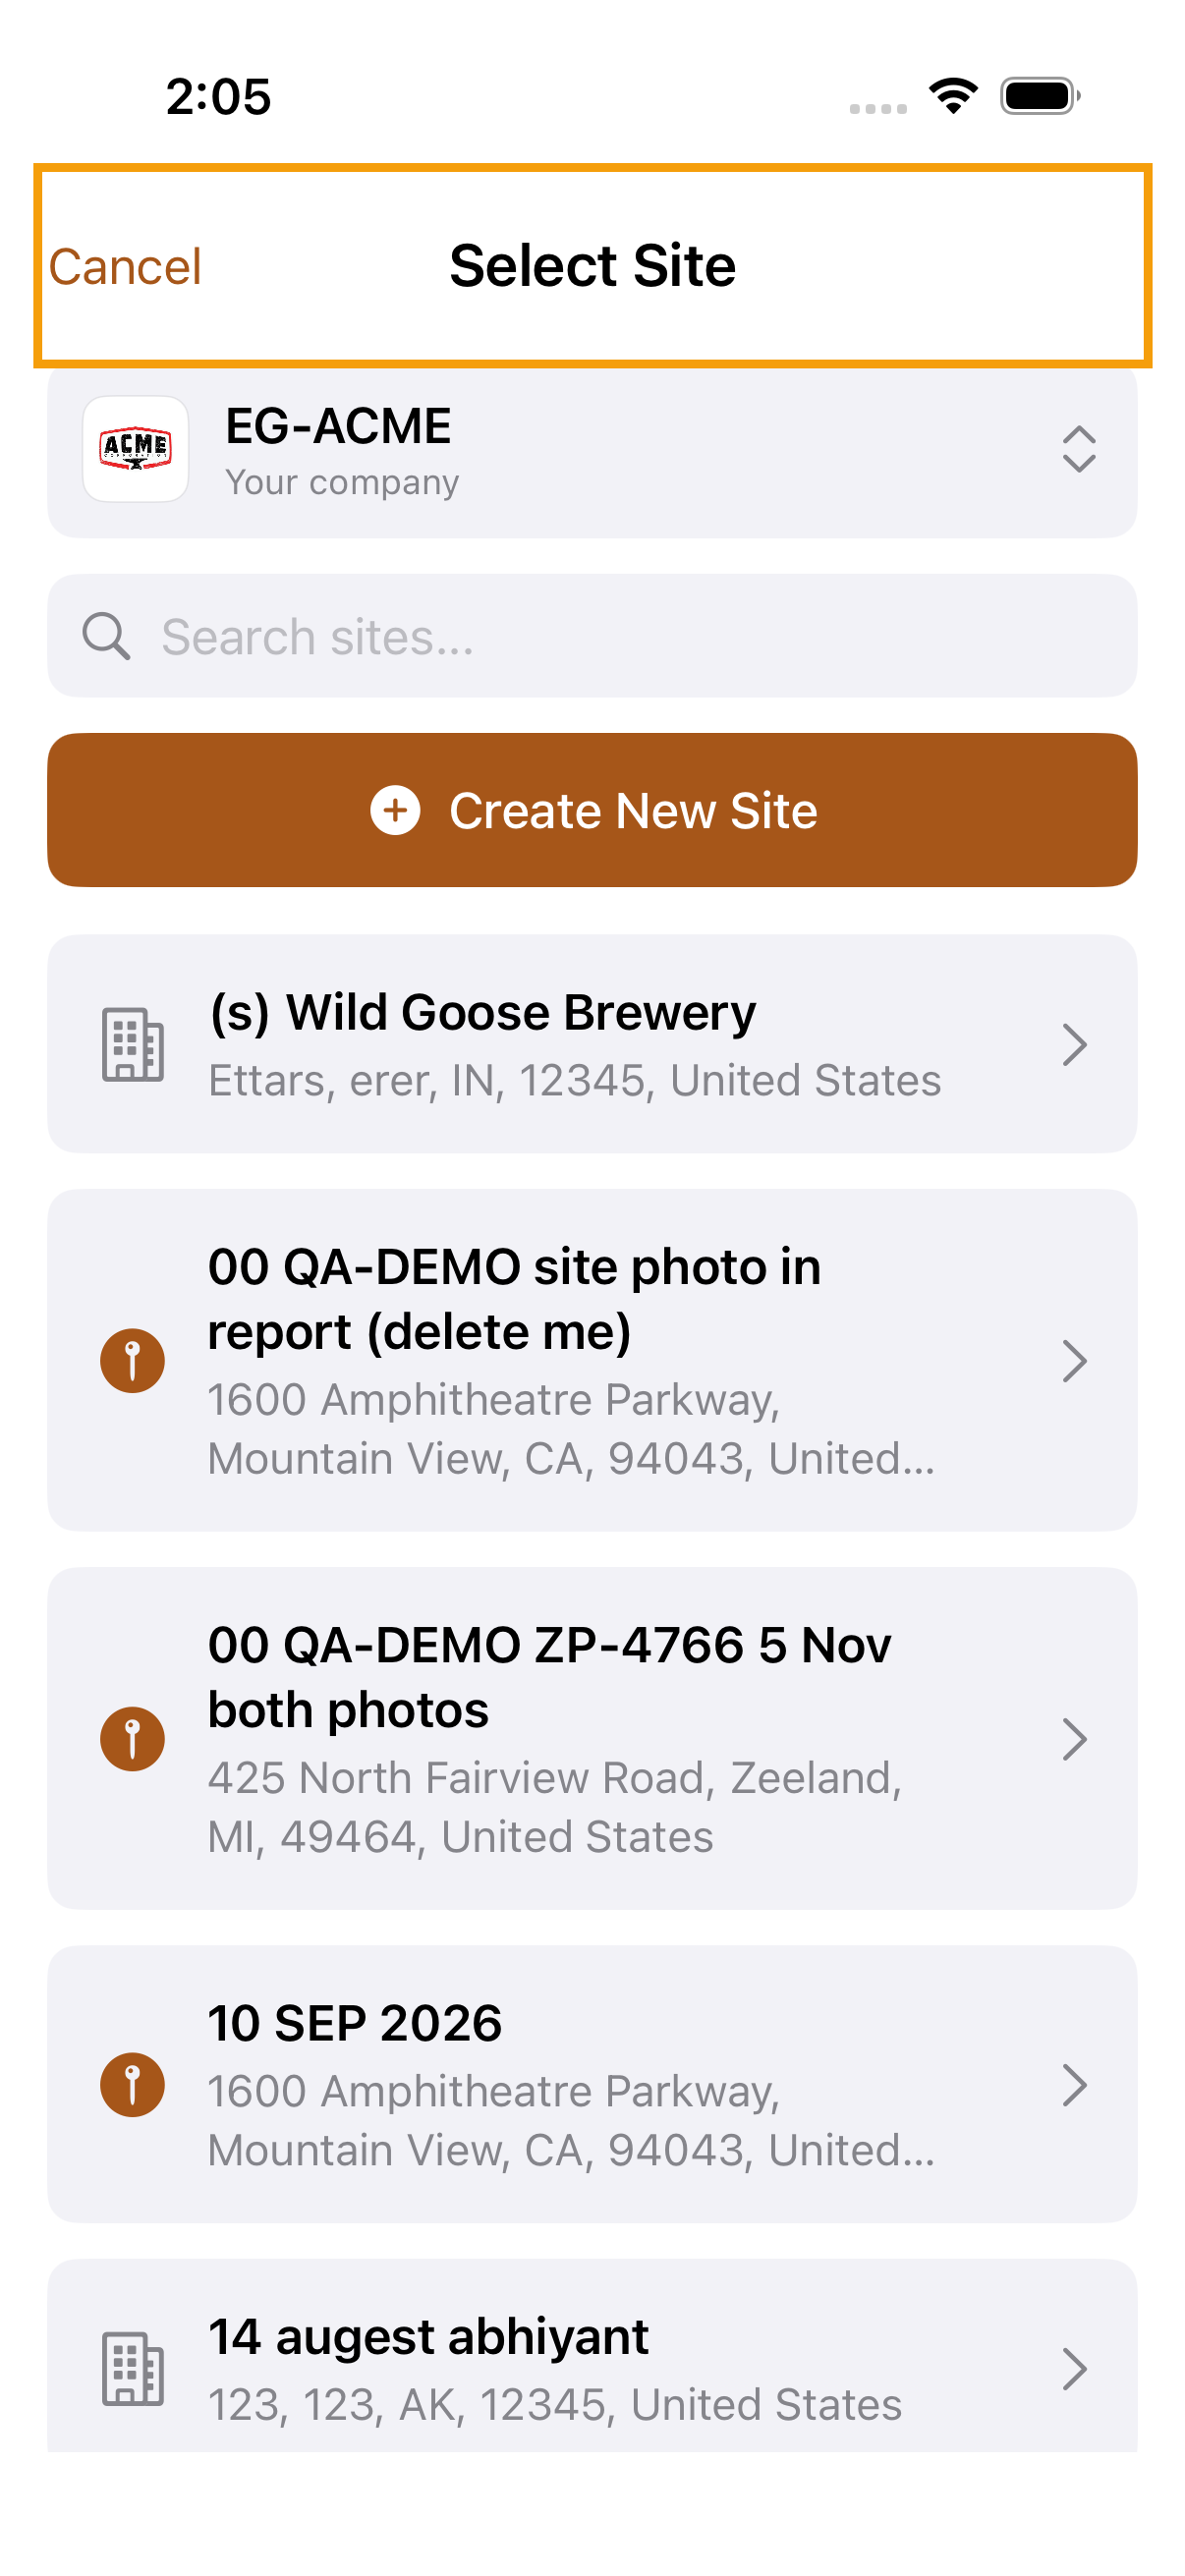 2:05
Cancel
Select Site
ACME
EG-ACME
Your company
Search sites...
Create New Site
(s) Wild Goose Brewery
Ettars, erer, IN, 12345, United States
00 QA-DEMO site photo in
report (delete me)
1600 Amphitheatre Parkway,
Mountain View, CA, 94043, United...
00 QA-DEMO ZP-4766 5 Nov
both photos
425 North Fairview Road, Zeeland,
MI, 49464, United States
10 SEP 2026
1600 Amphitheatre Parkway,
Mountain View, CA, 94043, United...
14 augest abhiyant
123, 123, AK, 12345, United States